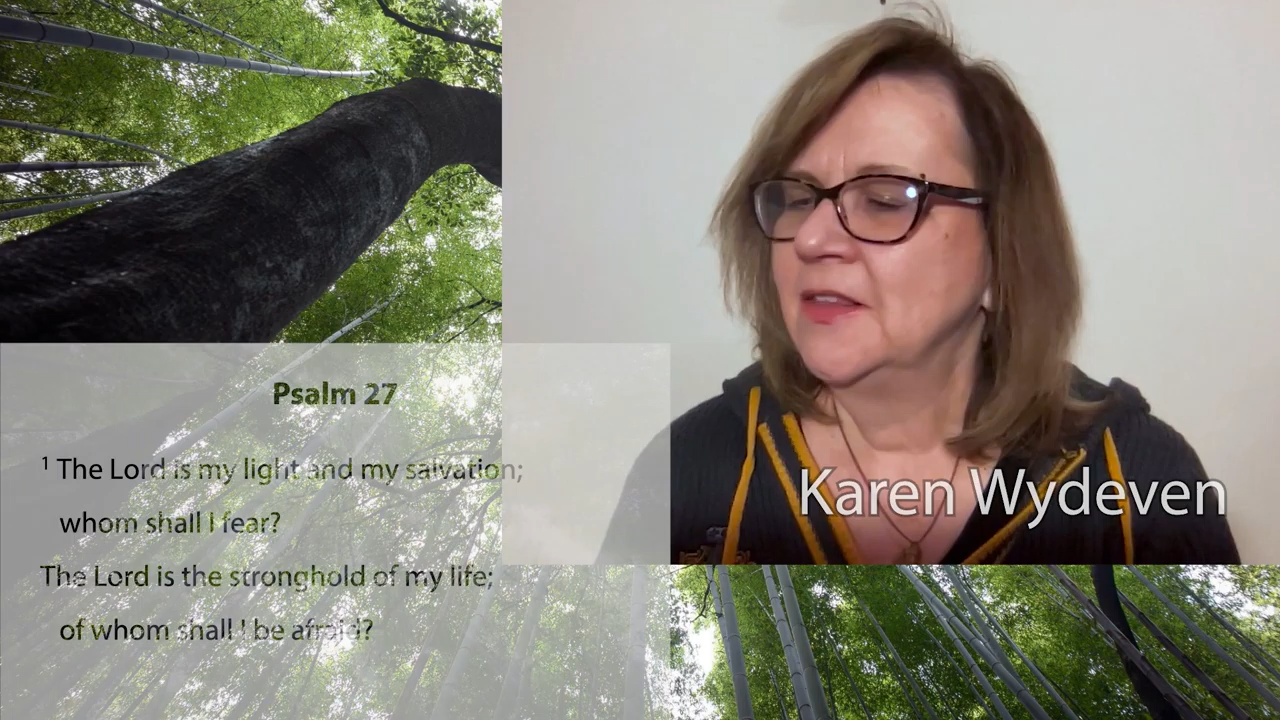 Psalm 27
¹ The Lord is my light and my salvation;
whom shall I fear?
The Lord is the stronghold of my life;
of whom shall I be afraid?
Karen Wydeven